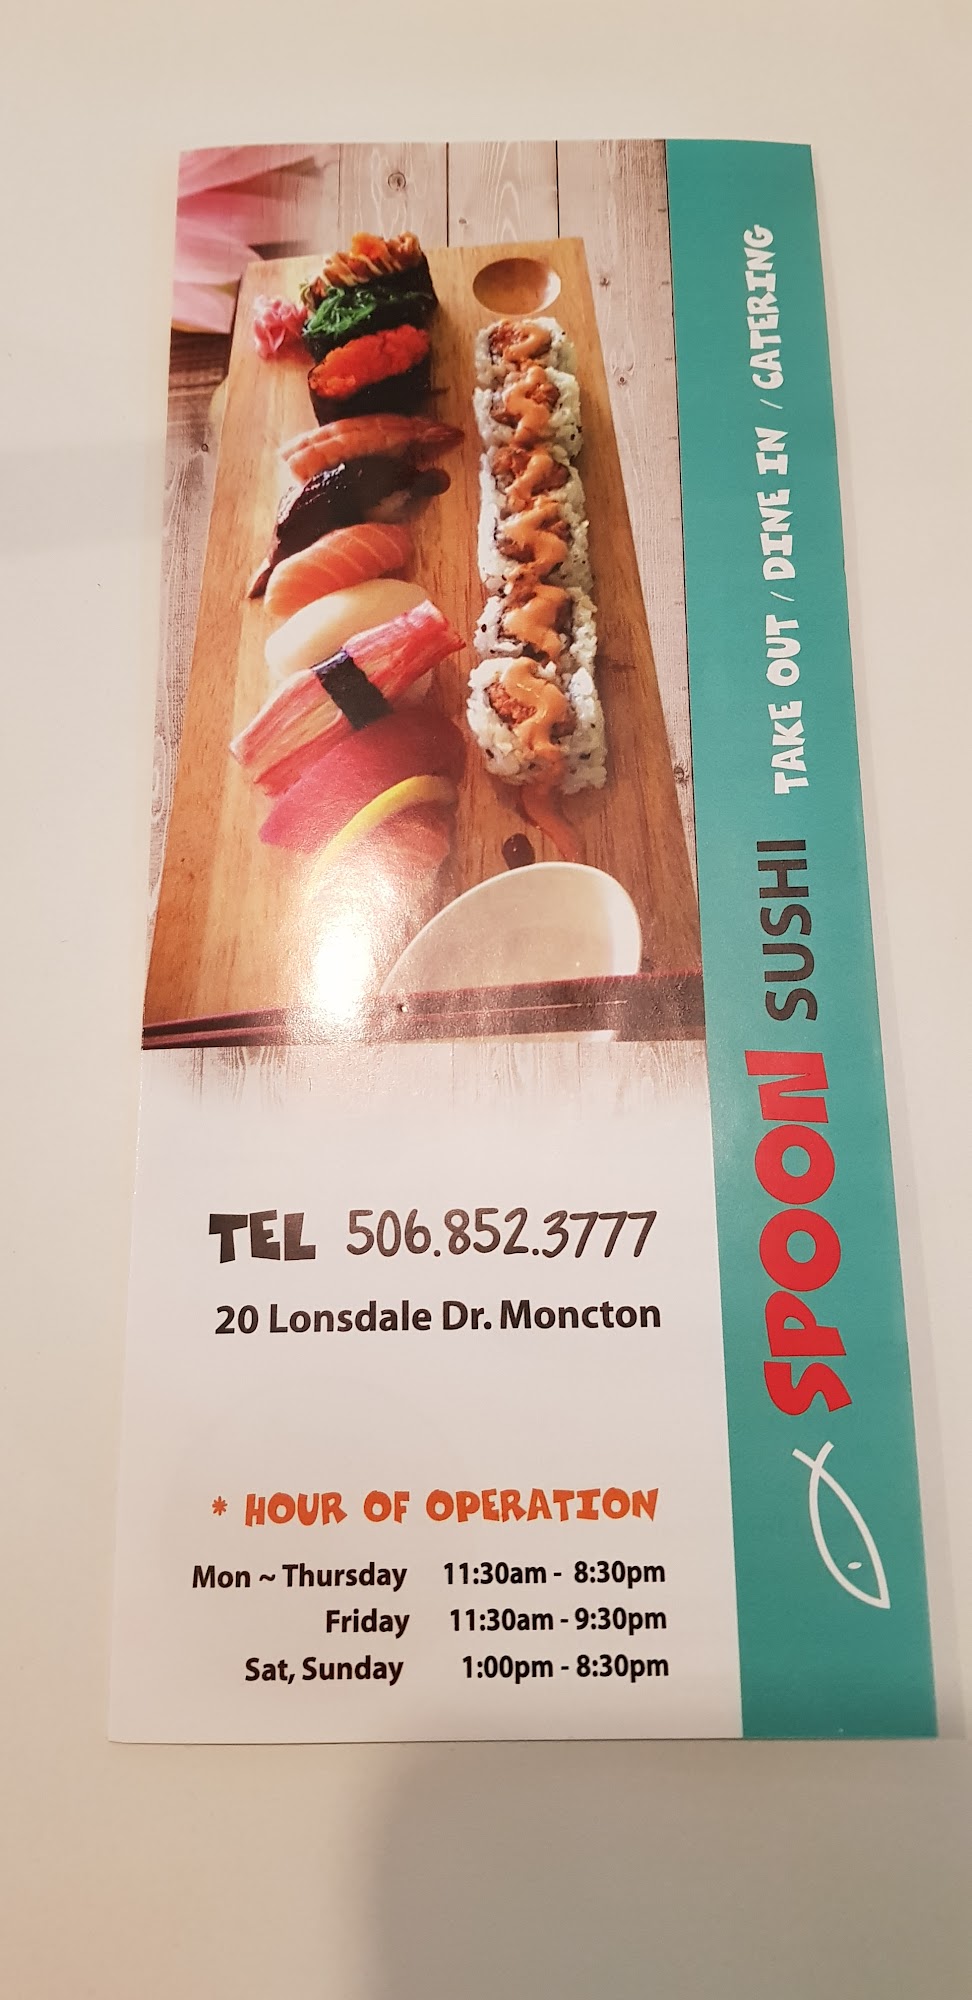 SPOON SUSHI TAKE OUT / DINE IN / CATERING
TEL 506.852.3777
20 Lonsdale Dr. Moncton
* HOUR OF OPERATION
Mon ~ Thursday 11:30am - 8:30pm
Friday 11:30am - 9:30pm
Sat, Sunday 1:00pm - 8:30pm